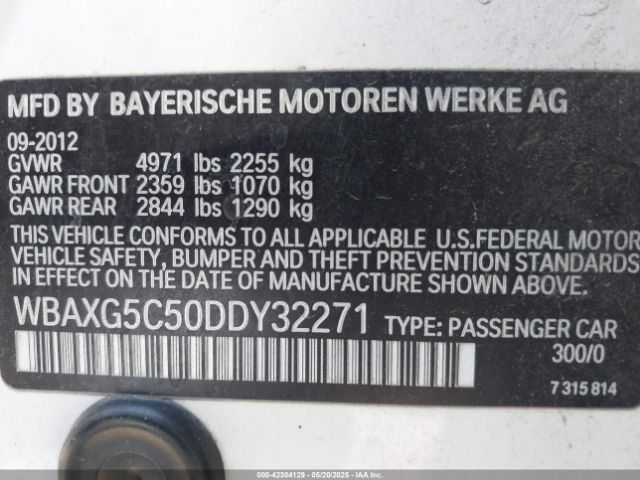 MFD BY BAYERISCHE MOTOREN WERKE AG
09-2012
GVWR 4971 lbs 2255 kg
GAWR FRONT 2359 lbs 1070 kg
GAWR REAR 2844 lbs 1290 kg
THIS VEHICLE CONFORMS TO ALL APPLICABLE U.S.FEDERAL MOTOR
VEHICLE SAFETY, BUMPER AND THEFT PREVENTION STANDARDS
IN EFFECT ON THE DATE OF MANUFACTURE SHOWN ABOVE.
WBAXG5C50DDY32271 TYPE: PASSENGER CAR
300/0
7 315 814
000-42304129 - 05/20/2025 - IAA